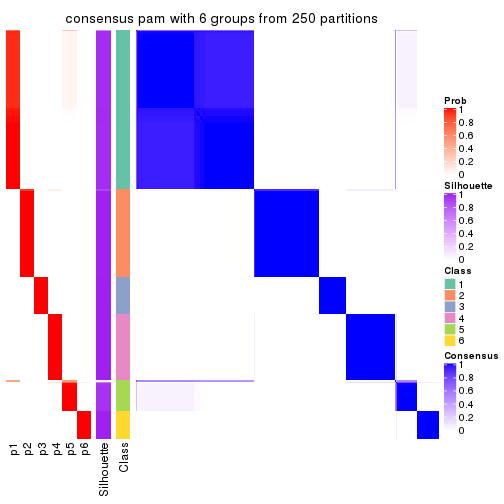 consensus pam with 6 groups from 250 partitions
Prob
1
0.8
0.6
0.4
0.2
0
Silhouette
1
0.8
0.6
0.4
0.2
0
Class
1
2
3
4
5
6
Consensus
1
0.8
0.6
0.4
0.2
0
p1
p2
p3
p4
p5
p6
Silhouette
Class